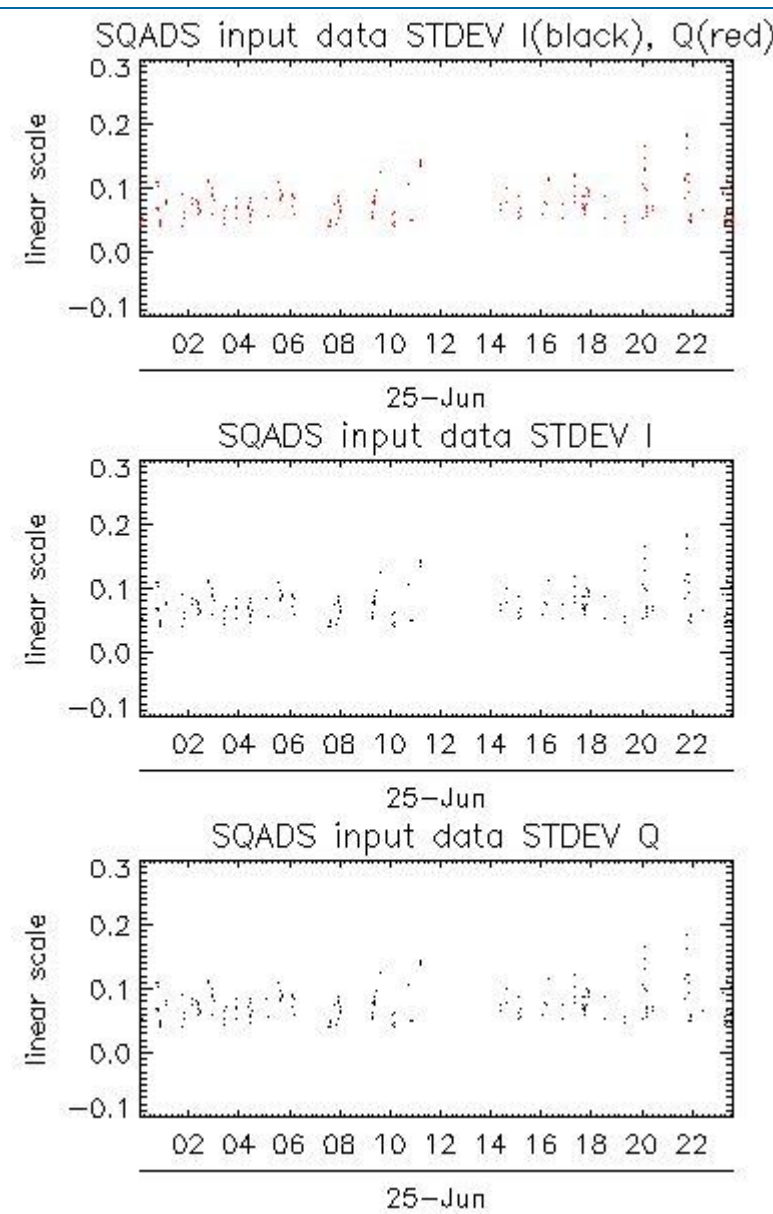 SQADS input data STDEV I(black), Q(red)
0.3
0.2
0.1
0.0
-0.1
linear scale
02 04 06 08 10 12 14 16 18 20 22
25-Jun
SQADS input data STDEV I
0.3
0.2
0.1
0.0
-0.1
linear scale
02 04 06 08 10 12 14 16 18 20 22
25-Jun
SQADS input data STDEV Q
0.3
0.2
0.1
0.0
-0.1
linear scale
02 04 06 08 10 12 14 16 18 20 22
25-Jun